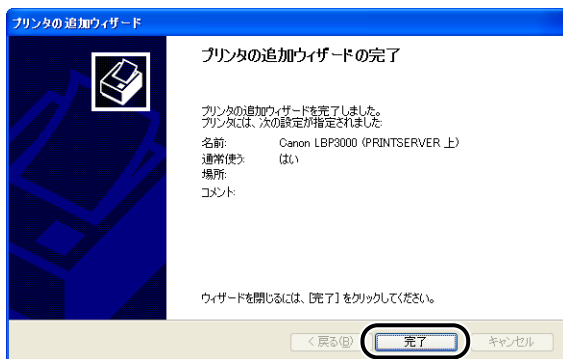 プリンタの追加ウィザード
プリンタの追加ウィザードの完了
プリンタの追加ウィザードを完了しました。
プリンタには、次の設定が指定されました:
名前: Canon LBP3000 (PRINTSERVER 上)
通常使う: はい
場所:
コメント:
ウィザードを閉じるには、[完了] をクリックしてください。
< 戻る(B) 完了 キャンセル